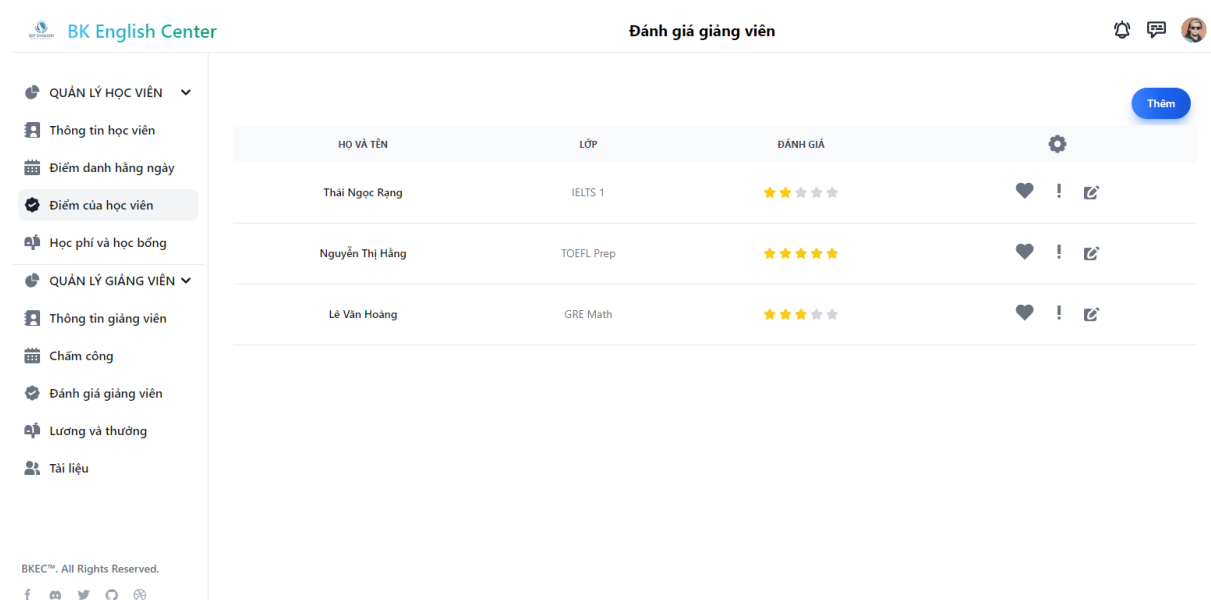 BK English Center
Đánh giá giảng viên
QUẢN LÝ HỌC VIÊN
Thông tin học viên
Điểm danh hằng ngày
Điểm của học viên
Học phí và học bổng
QUẢN LÝ GIẢNG VIÊN
Thông tin giảng viên
Chấm công
Đánh giá giảng viên
Lương và thưởng
Tài liệu
BKEC™. All Rights Reserved.
Thêm
HỌ VÀ TÊN LỚP ĐÁNH GIÁ
Thái Ngọc Rạng IELTS 1
Nguyễn Thị Hằng TOEFL Prep
Lê Văn Hoàng GRE Math